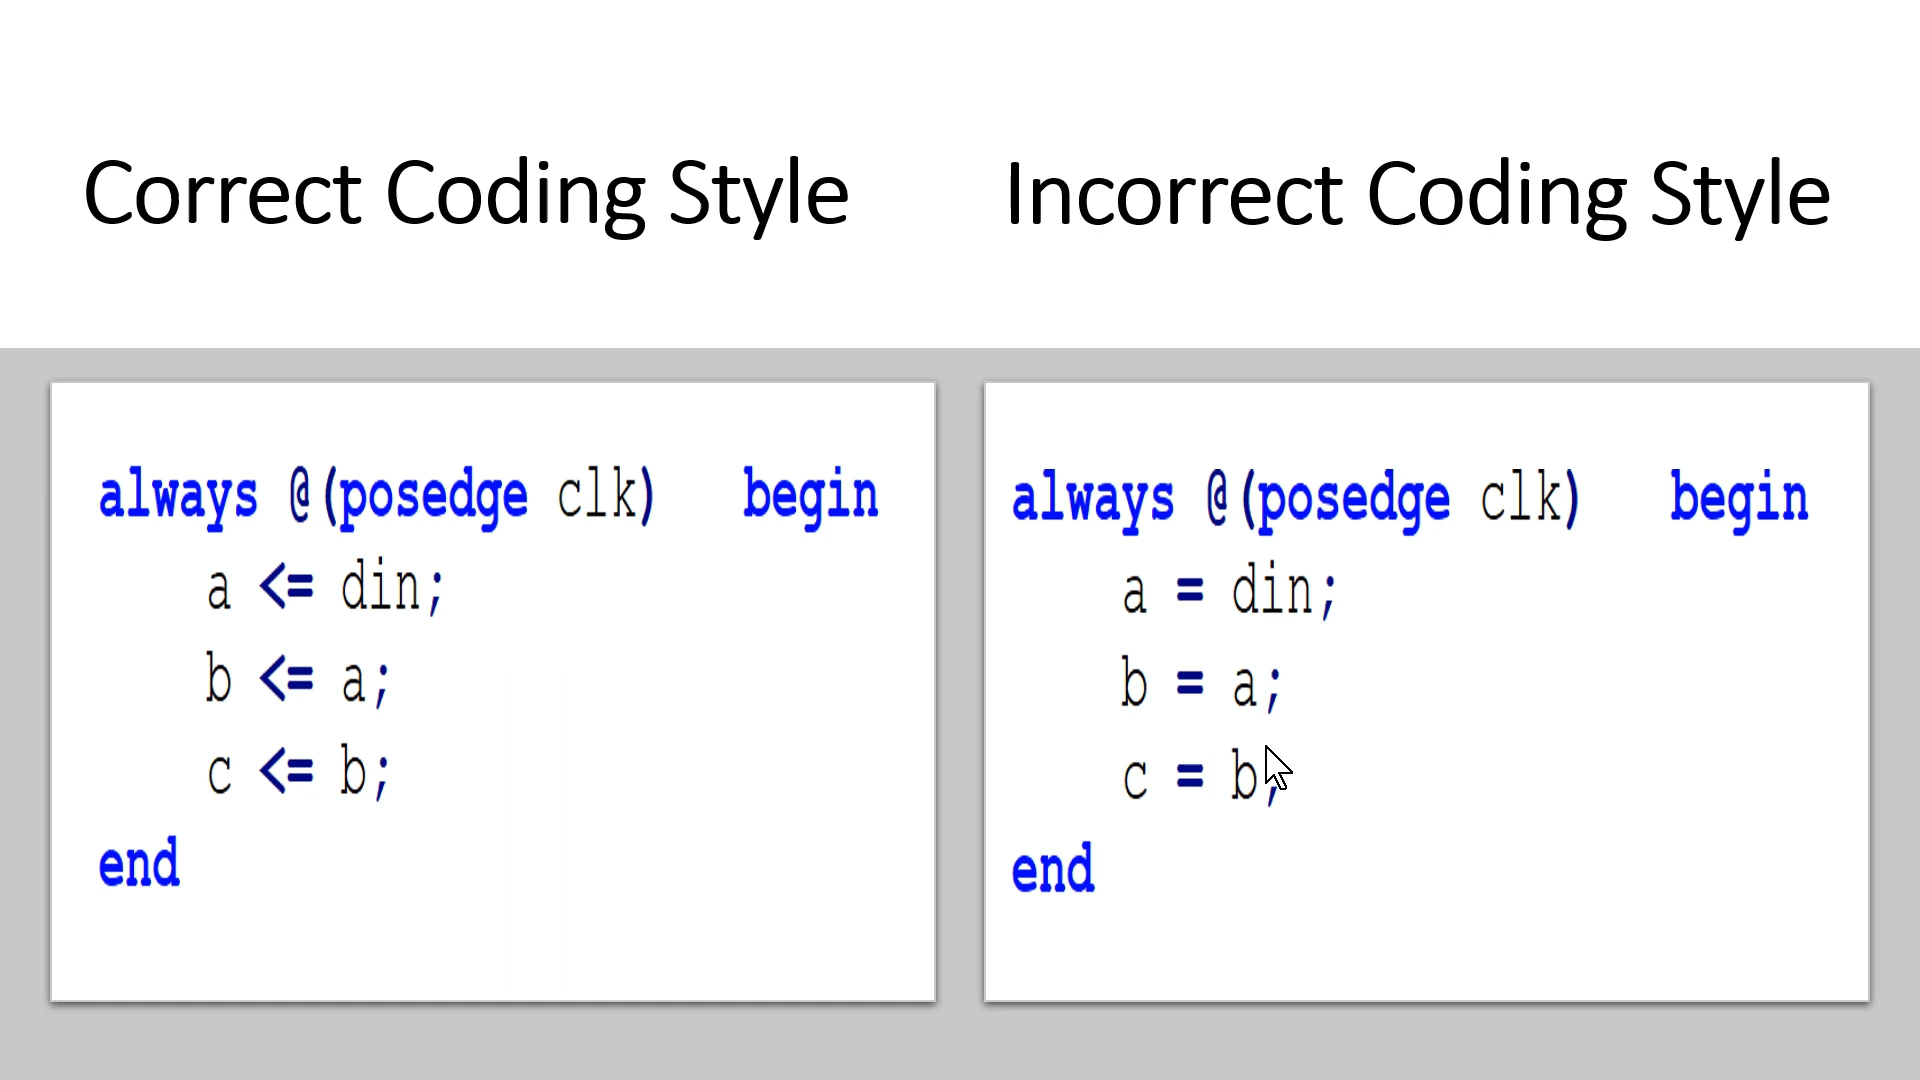 Correct Coding Style
Incorrect Coding Style
always @(posedge clk)   begin
a <= din;
b <= a;
c <= b;
end
always @(posedge clk)   begin
a = din;
b = a;
c = b;
end